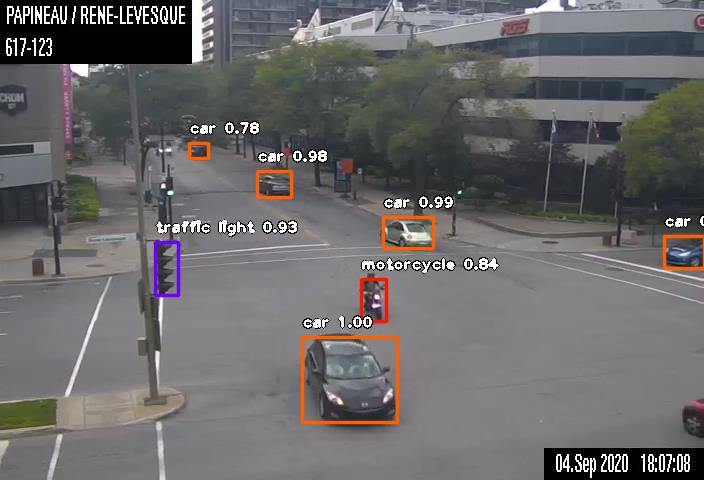 PAPINEAU / RENE-LEVESQUE
617-123
car 0.78
car 0.98
car 0.99
car
traffic light 0.93
motorcycle 0.84
car 1.00
04.Sep 2020 18:07:08